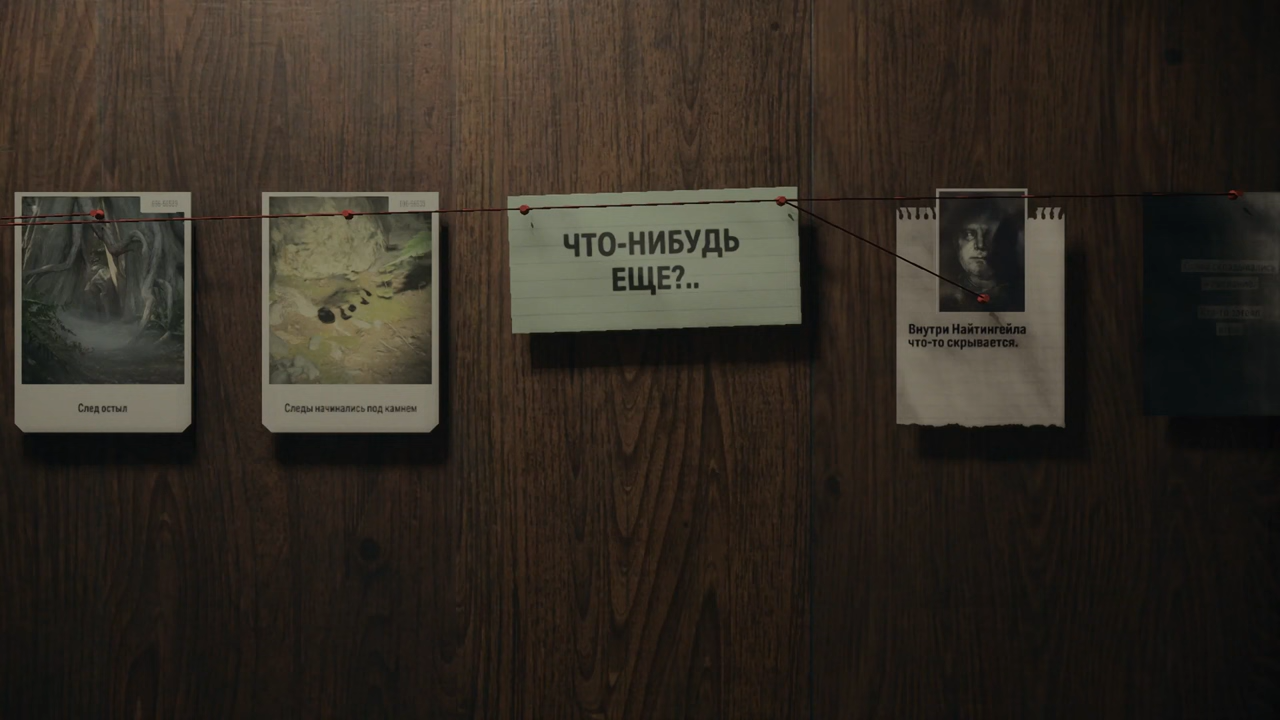 След остыл
Следы начинались под камнем
ЧТО-НИБУДЬ
ЕЩЕ?..
Внутри Найтингейла
что-то скрывается.